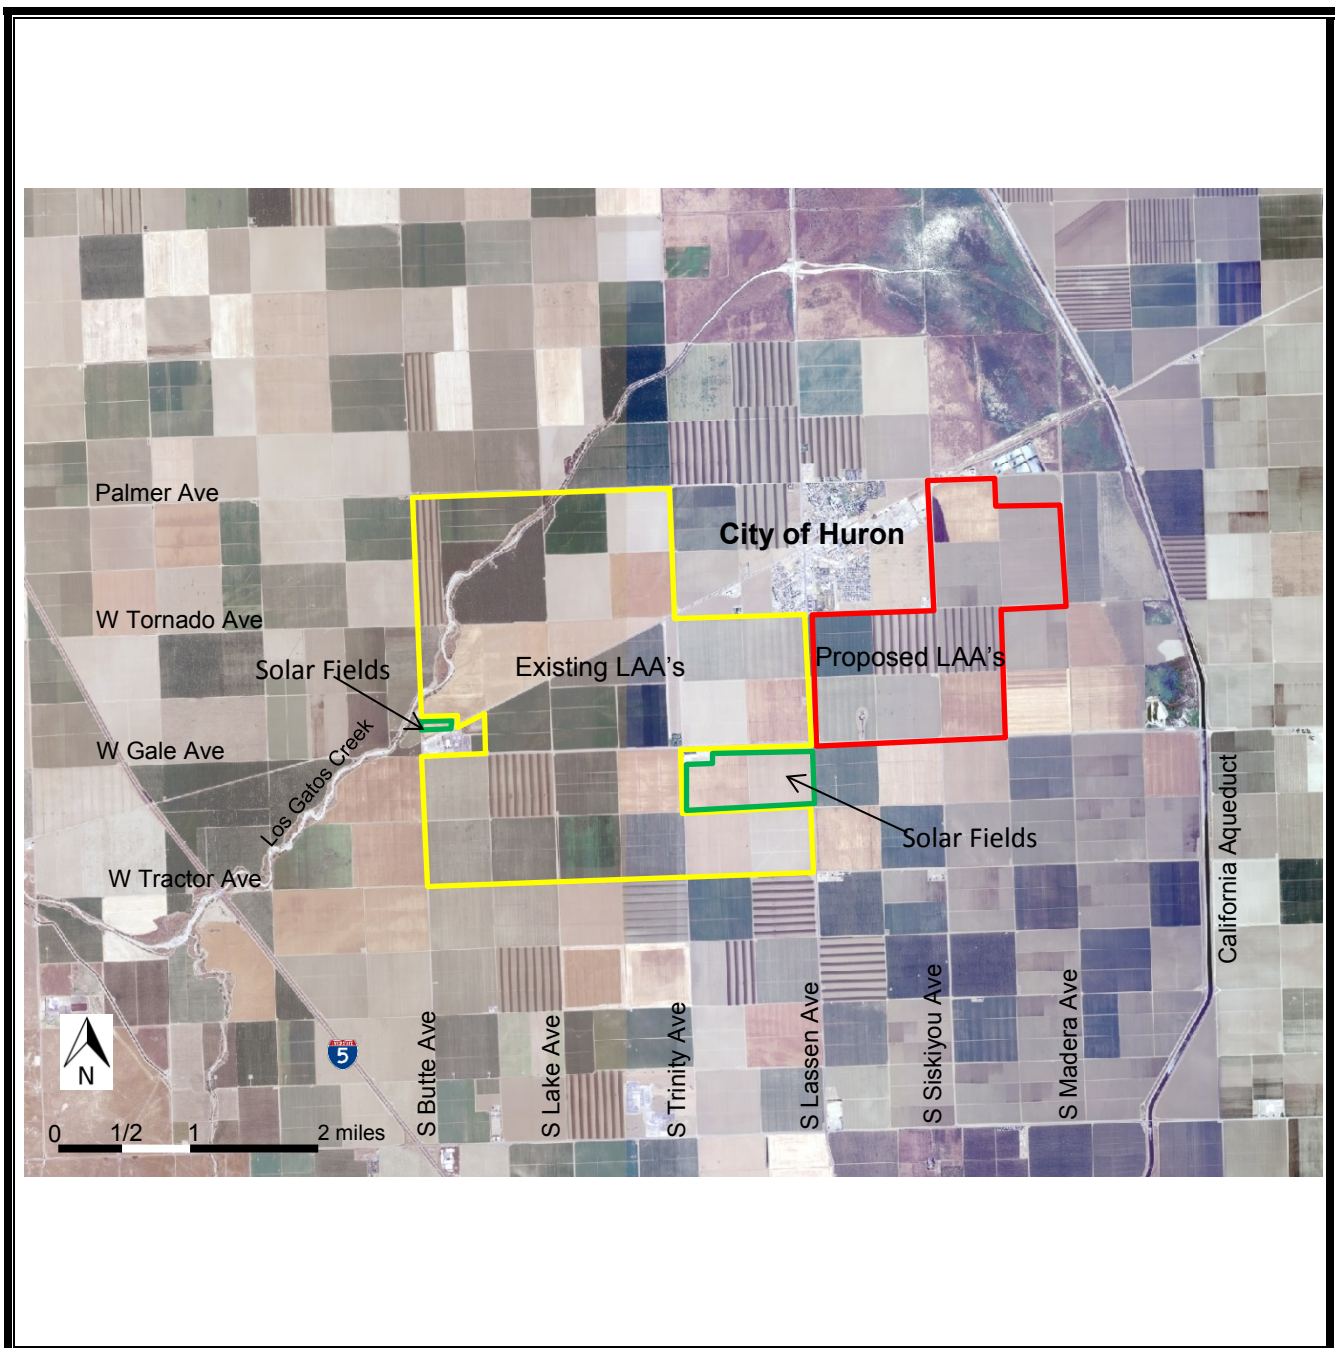 Palmer Ave
City of Huron
W Tornado Ave
Solar Fields
Existing LAA's
Proposed LAA's
W Gale Ave
Los Gatos Creek
Solar Fields
W Tractor Ave
California Aqueduct
S Butte Ave
S Lake Ave
S Trinity Ave
S Lassen Ave
S Siskiyou Ave
S Madera Ave
5
N
0 1/2 1 2 miles